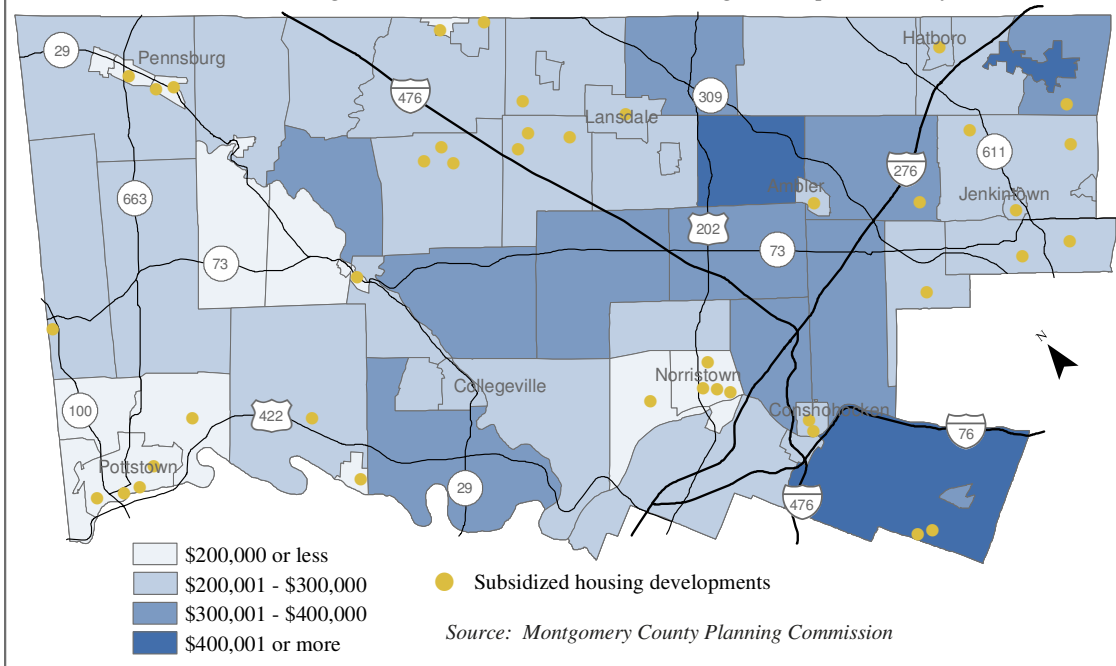 29
Pennsburg
Hatboro
476
309
Lansdale
611
276
Ambler
Jenkintown
663
202
73
73
N
Norristown
Collegeville
100
422
Conshohocken
76
Pottstown
29
476
$200,000 or less
$200,001 - $300,000
$300,001 - $400,000
$400,001 or more
Subsidized housing developments
Source: Montgomery County Planning Commission